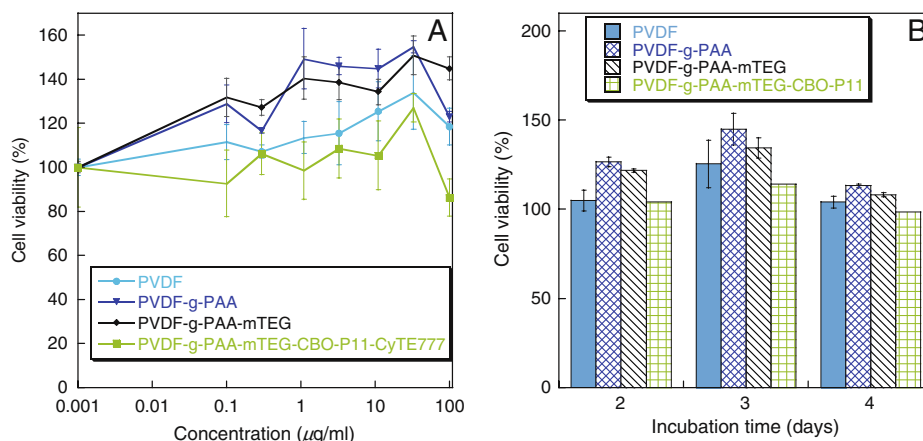 A
Cell viability (%)
160
140
120
100
80
60
40
20
0
PVDF
PVDF-g-PAA
PVDF-g-PAA-mTEG
PVDF-g-PAA-mTEG-CBO-P11-CyTE777
0.001
0.01
0.1
1
10
100
Concentration (μg/ml)
B
Cell viability (%)
200
150
100
50
0
PVDF
PVDF-g-PAA
PVDF-g-PAA-mTEG
PVDF-g-PAA-mTEG-CBO-P11
2
3
4
Incubation time (days)